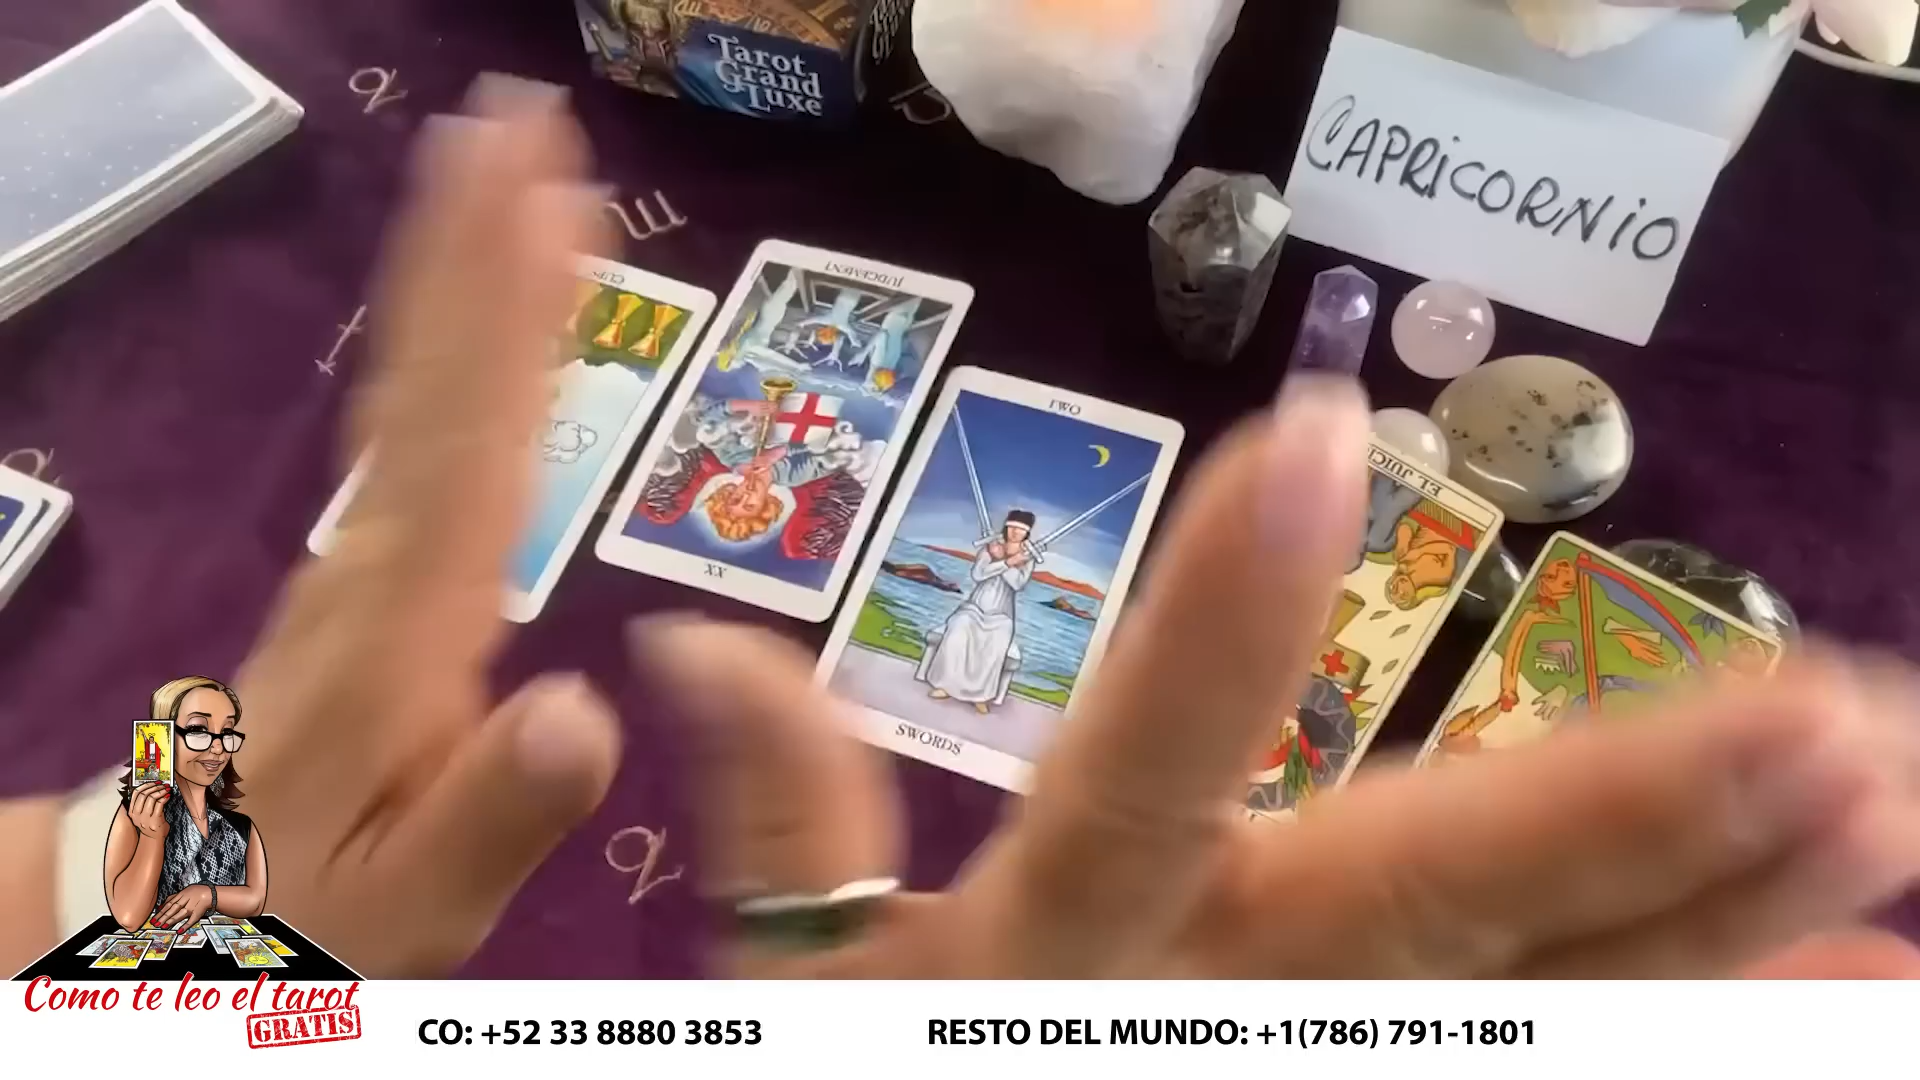 Tarot
Grand
Luxe
CAPRICORNIO
CUPS
JUDGEMENT
XX
TWO
SWORDS
EL JUICI
Como te leo el tarot
GRATIS
CO: +52 33 8880 3853
RESTO DEL MUNDO: +1(786) 791-1801